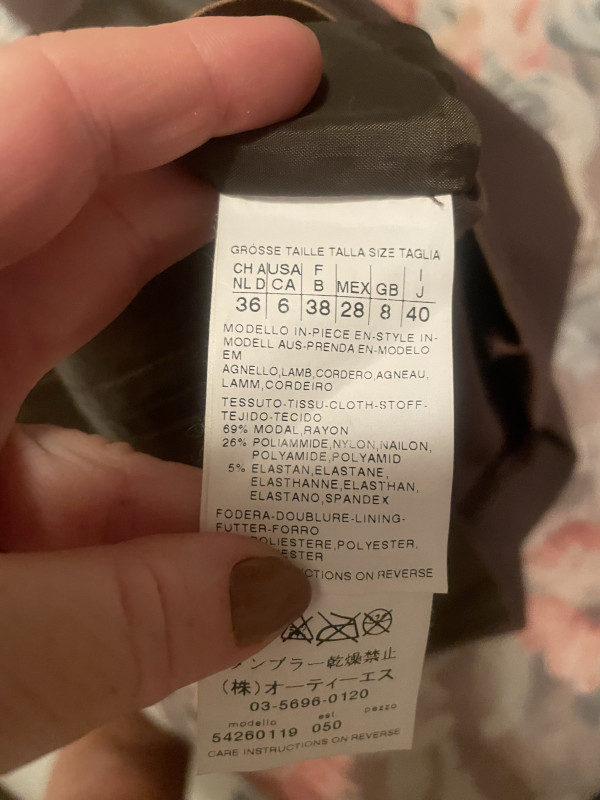 GRÖSSE TAILLE TALLA SIZE TAGLIA
CH A USA F I
NL D CA B MEX GB J
36 6 38 28 8 40
MODELLO IN-PIECE EN-STYLE IN-
MODELL AUS-PRENDA EN-MODELO
EM
AGNELLO,LAMB,CORDERO,AGNEAU,
LAMM,CORDEIRO
TESSUTO-TISSU-CLOTH-STOFF-
TEJIDO-TECIDO
69% MODAL,RAYON
26% POLIAMMIDE,NYLON,NAILON,
POLYAMIDE,POLYAMID
5% ELASTAN,ELASTANE,
ELASTHANNE,ELASTHAN,
ELASTANO,SPANDEX
FODERA-DOUBLURE-LINING-
FUTTER-FORRO
POLIESTERE,POLYESTER,
ON REVERSE
タンブラー乾燥禁止
(株)オーティーエス
03-5696-0120
modello est pezzo
54260119 050
CARE INSTRUCTIONS ON REVERSE